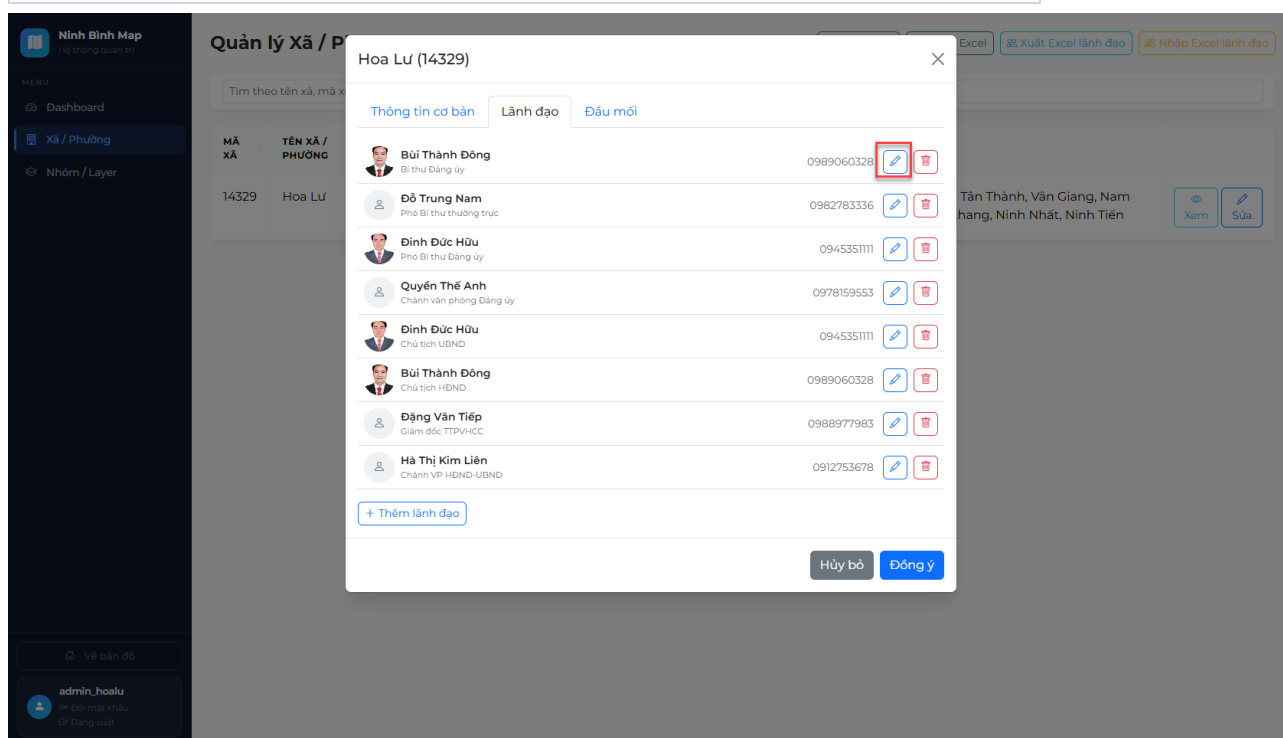 Ninh Bình Map
Hệ thống quản trị
MENU
Dashboard
Xã / Phường
Nhóm / Layer
Về bản đồ
admin_hoalu
Đổi mật khẩu
Đăng xuất
Quản lý Xã / P
Excel
Xuất Excel lãnh đạo
Nhập Excel lãnh đạo
Tìm theo tên xã, mã x
MÃ XÃ
TÊN XÃ / PHƯỜNG
14329
Hoa Lư
Tân Thành, Vân Giang, Nam
hang, Ninh Nhất, Ninh Tiến
Xem
Sửa
Hoa Lư (14329)
Thông tin cơ bản
Lãnh đạo
Đầu mối
Bùi Thành Đông
Bí thư Đảng ủy
0989060328
Đỗ Trung Nam
Phó Bí thư thường trực
0982783336
Đinh Đức Hữu
Phó Bí thư Đảng ủy
0945351111
Quyền Thế Anh
Chánh văn phòng Đảng ủy
0978159553
Đinh Đức Hữu
Chủ tịch UBND
0945351111
Bùi Thành Đông
Chủ tịch HĐND
0989060328
Đặng Văn Tiếp
Giám đốc TTPVHCC
0988977983
Hà Thị Kim Liên
Chánh VP HĐND-UBND
0912753678
+ Thêm lãnh đạo
Hủy bỏ
Đồng ý